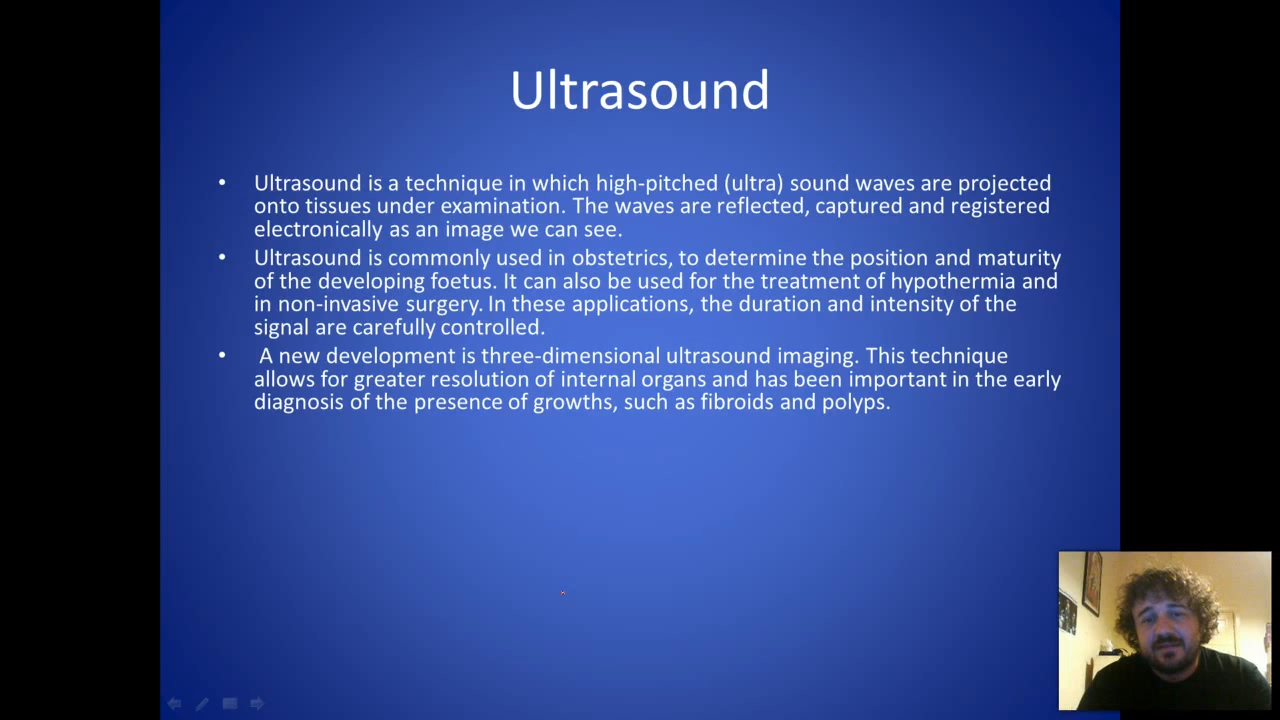 Ultrasound
• Ultrasound is a technique in which high-pitched (ultra) sound waves are projected
onto tissues under examination. The waves are reflected, captured and registered
electronically as an image we can see.
• Ultrasound is commonly used in obstetrics, to determine the position and maturity
of the developing foetus. It can also be used for the treatment of hypothermia and
in non-invasive surgery. In these applications, the duration and intensity of the
signal are carefully controlled.
• A new development is three-dimensional ultrasound imaging. This technique
allows for greater resolution of internal organs and has been important in the early
diagnosis of the presence of growths, such as fibroids and polyps.